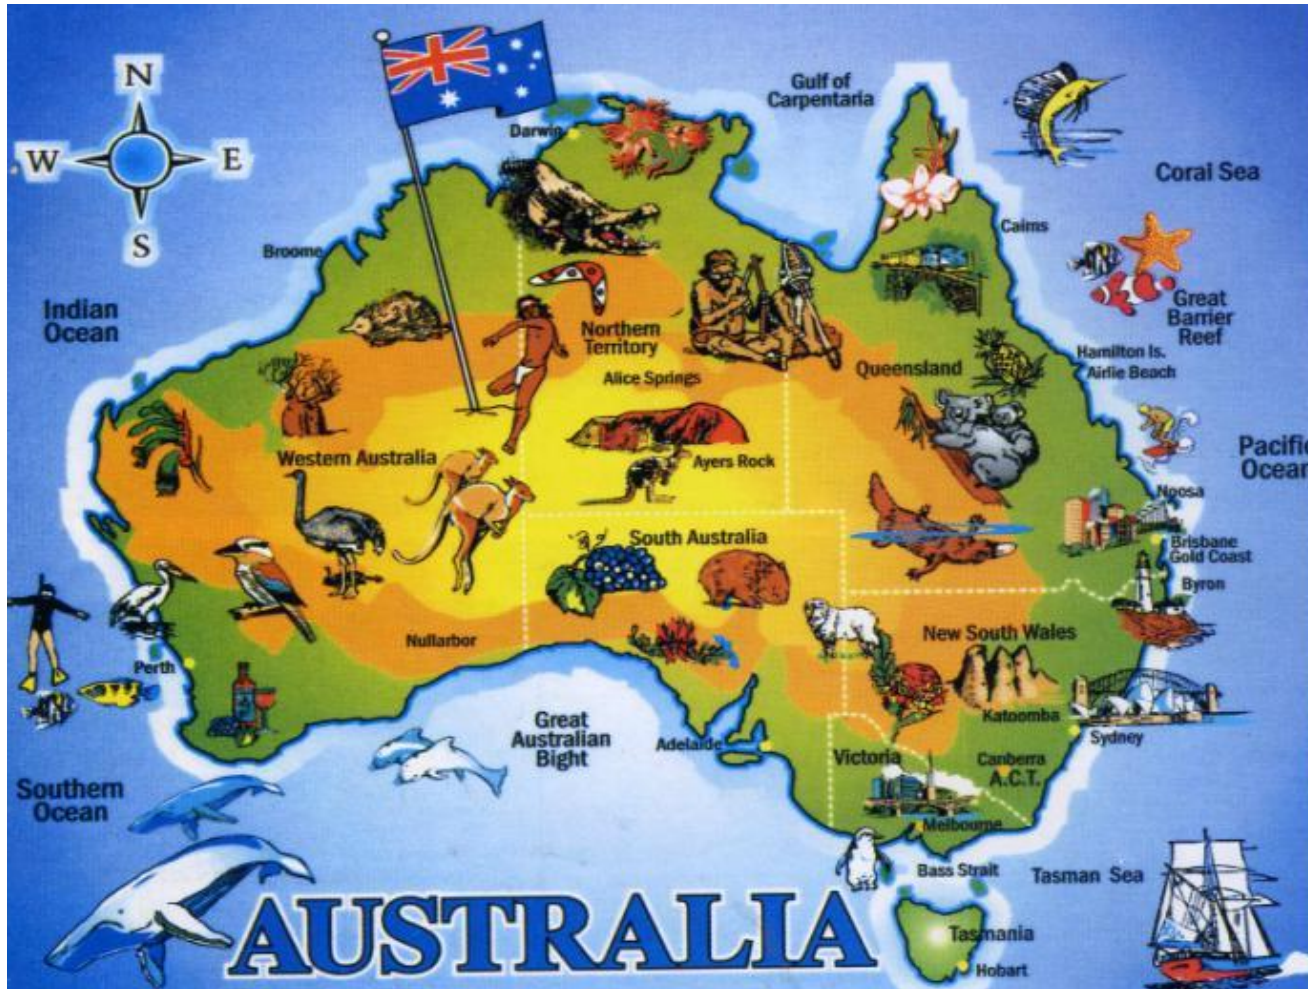 N
W
E
S
Gulf of
Carpentaria
Coral Sea
Darwin
Broome
Cairns
Indian
Ocean
Great
Barrier
Reef
Northern
Territory
Alice Springs
Queensland
Hamilton Is.
Airlie Beach
Western Australia
Ayers Rock
Pacific
Ocean
Noosa
South Australia
Brisbane
Gold Coast
Byron
Nullarbor
New South Wales
Perth
Katoomba
Great
Australian
Bight
Adelaide
Sydney
Victoria
Canberra
A.C.T.
Southern
Ocean
Melbourne
Bass Strait
Tasman Sea
AUSTRALIA
Tasmania
Hobart